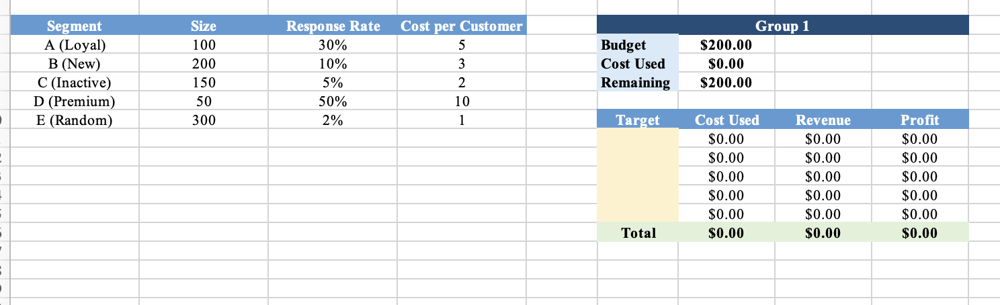 Segment Size Response Rate Cost per Customer
A (Loyal) 100 30% 5
B (New) 200 10% 3
C (Inactive) 150 5% 2
D (Premium) 50 50% 10
E (Random) 300 2% 1
Group 1
Budget $200.00
Cost Used $0.00
Remaining $200.00
Target Cost Used Revenue Profit
$0.00 $0.00 $0.00
$0.00 $0.00 $0.00
$0.00 $0.00 $0.00
$0.00 $0.00 $0.00
$0.00 $0.00 $0.00
Total $0.00 $0.00 $0.00